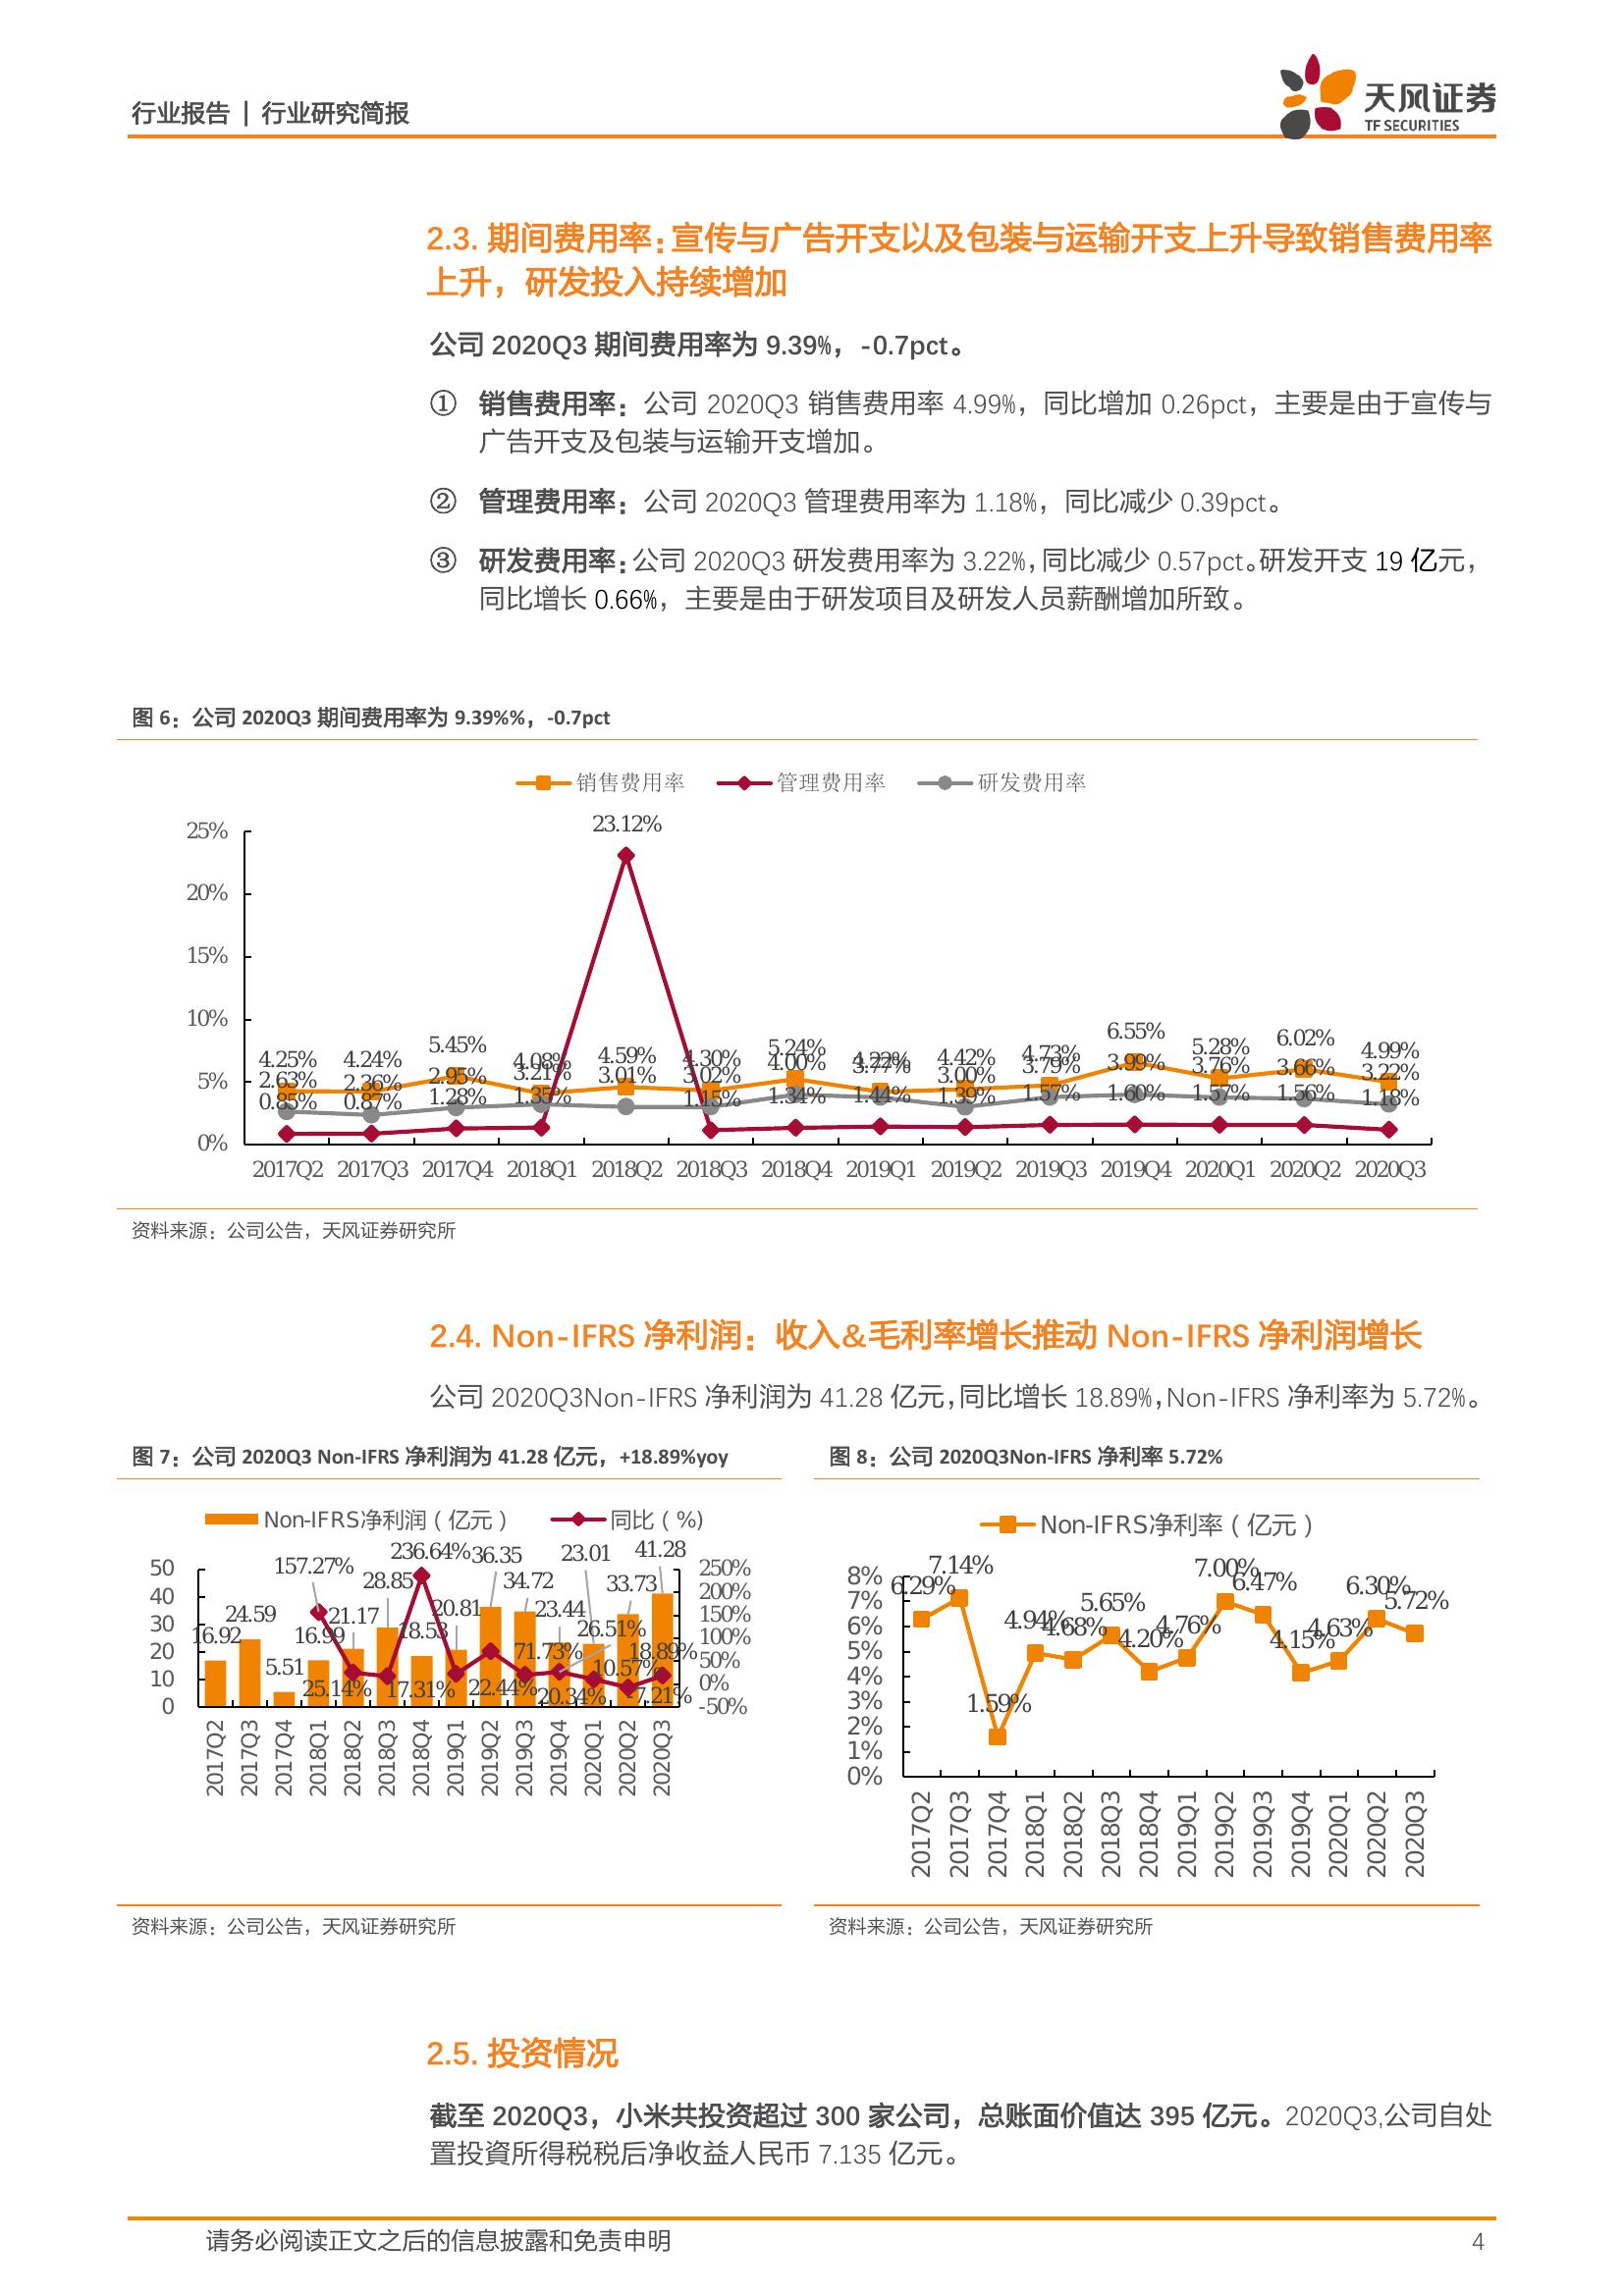 行业报告 | 行业研究简报
天风证券
TF SECURITIES
2.3. 期间费用率：宣传与广告开支以及包装与运输开支上升导致销售费用率
上升，研发投入持续增加
公司 2020Q3 期间费用率为 9.39%，-0.7pct。
① 销售费用率：公司 2020Q3 销售费用率 4.99%，同比增加 0.26pct，主要是由于宣传与
广告开支及包装与运输开支增加。
② 管理费用率：公司 2020Q3 管理费用率为 1.18%，同比减少 0.39pct。
③ 研发费用率：公司 2020Q3 研发费用率为 3.22%，同比减少 0.57pct。研发开支 19 亿元，
同比增长 0.66%，主要是由于研发项目及研发人员薪酬增加所致。
图 6：公司 2020Q3 期间费用率为 9.39%%，-0.7pct
销售费用率 管理费用率 研发费用率
25%
20%
15%
10%
5%
0%
23.12%
4.25% 4.24% 5.45% 4.08% 4.59% 4.30% 5.24% 4.22% 4.42% 4.73% 6.55% 5.28% 6.02% 4.99%
2.63% 2.36% 2.95% 3.21% 3.01% 3.02% 4.00% 3.77% 3.00% 3.79% 3.99% 3.76% 3.66% 3.22%
0.85% 0.87% 1.28% 1.35% 1.15% 1.34% 1.44% 1.39% 1.57% 1.60% 1.57% 1.56% 1.18%
2017Q2 2017Q3 2017Q4 2018Q1 2018Q2 2018Q3 2018Q4 2019Q1 2019Q2 2019Q3 2019Q4 2020Q1 2020Q2 2020Q3
资料来源：公司公告，天风证券研究所
2.4. Non-IFRS 净利润：收入&毛利率增长推动 Non-IFRS 净利润增长
公司 2020Q3Non-IFRS 净利润为 41.28 亿元，同比增长 18.89%，Non-IFRS 净利率为 5.72%。
图 7：公司 2020Q3 Non-IFRS 净利润为 41.28 亿元，+18.89%yoy
Non-IFRS净利润（亿元） 同比（%）
50
40
30
20
10
0
16.92 24.59 5.51 16.99 21.17 28.85 18.53 20.81 36.35 34.72 23.44 23.01 33.73 41.28
157.27% 25.14% 17.31% 236.64% 22.44% 71.73% 20.34% 26.51% 10.57% -7.21% 18.89%
250%
200%
150%
100%
50%
0%
-50%
2017Q2 2017Q3 2017Q4 2018Q1 2018Q2 2018Q3 2018Q4 2019Q1 2019Q2 2019Q3 2019Q4 2020Q1 2020Q2 2020Q3
资料来源：公司公告，天风证券研究所
图 8：公司 2020Q3Non-IFRS 净利率 5.72%
Non-IFRS净利率（亿元）
8%
7%
6%
5%
4%
3%
2%
1%
0%
6.29% 7.14% 1.59% 4.94% 4.68% 5.65% 4.20% 4.76% 7.00% 6.47% 4.15% 4.63% 6.30% 5.72%
2017Q2 2017Q3 2017Q4 2018Q1 2018Q2 2018Q3 2018Q4 2019Q1 2019Q2 2019Q3 2019Q4 2020Q1 2020Q2 2020Q3
资料来源：公司公告，天风证券研究所
2.5. 投资情况
截至 2020Q3，小米共投资超过 300 家公司，总账面价值达 395 亿元。2020Q3,公司自处
置投資所得税税后净收益人民币 7.135 亿元。
请务必阅读正文之后的信息披露和免责申明 4